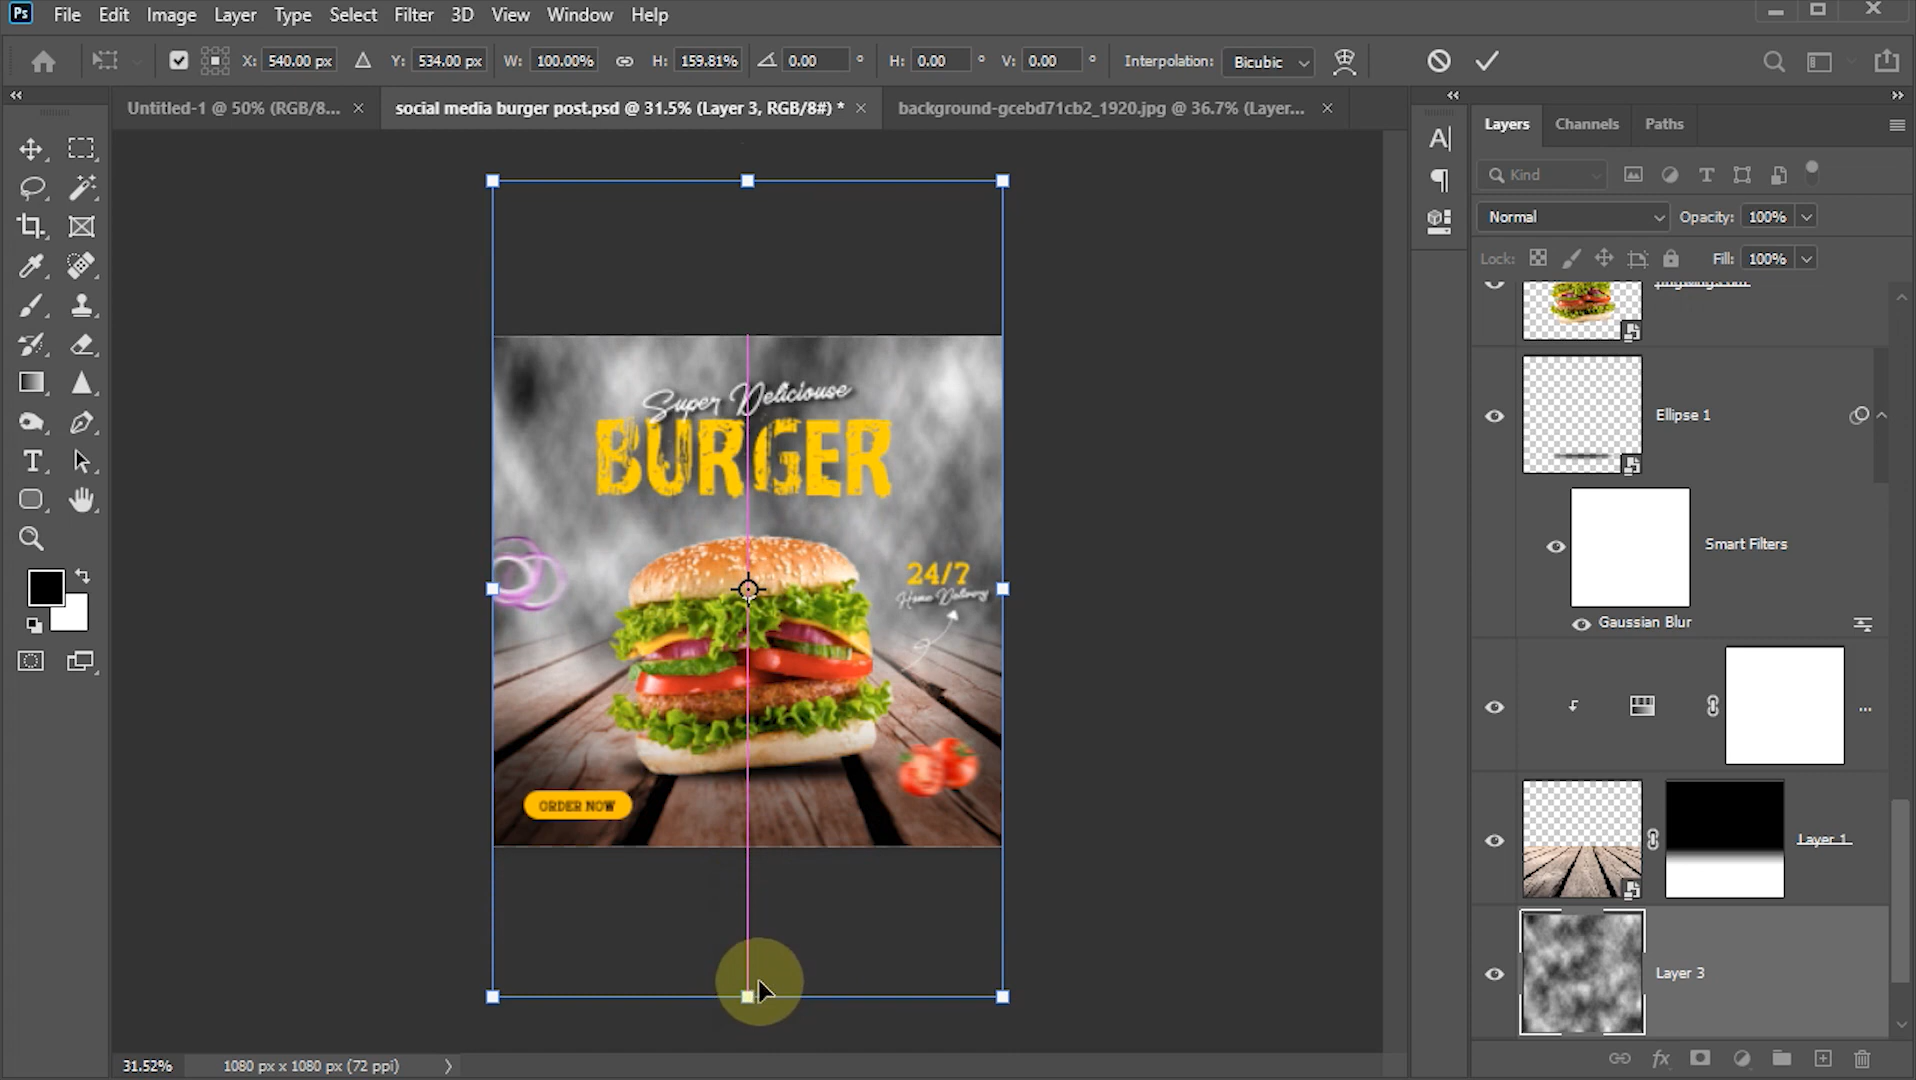 Ps File Edit Image Layer Type Select Filter 3D View Window Help
X: 540.00 px Y: 534.00 px W: 100.00% H: 159.81% 0.00 ° H: 0.00 ° V: 0.00 ° Interpolation: Bicubic
Untitled-1 @ 50% (RGB/8... × social media burger post.psd @ 31.5% (Layer 3, RGB/8#) * × background-gcebd71cb2_1920.jpg @ 36.7% (Layer... ×
Layers Channels Paths
Kind
Normal Opacity: 100%
Lock: Fill: 100%
Super Deliciouse
BURGER
24/7
Home Delivery
ORDER NOW
Ellipse 1
Smart Filters
Gaussian Blur
...
Layer 1
Layer 3
fx
31.52% 1080 px x 1080 px (72 ppi)